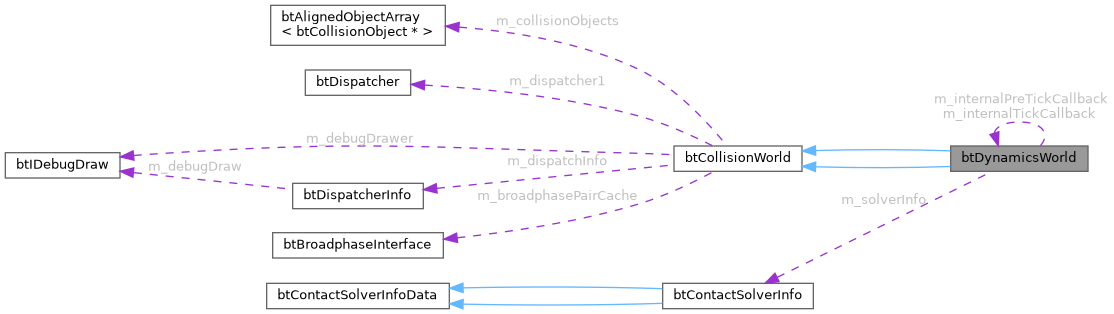 btAlignedObjectArray
< btCollisionObject * >
m_collisionObjects
btDispatcher
m_dispatcher1
m_internalPreTickCallback
m_internalTickCallback
m_debugDrawer
btIDebugDraw
m_debugDraw
m_dispatchInfo
btCollisionWorld
btDynamicsWorld
btDispatcherInfo
m_broadphasePairCache
m_solverInfo
btBroadphaseInterface
btContactSolverInfoData
btContactSolverInfo